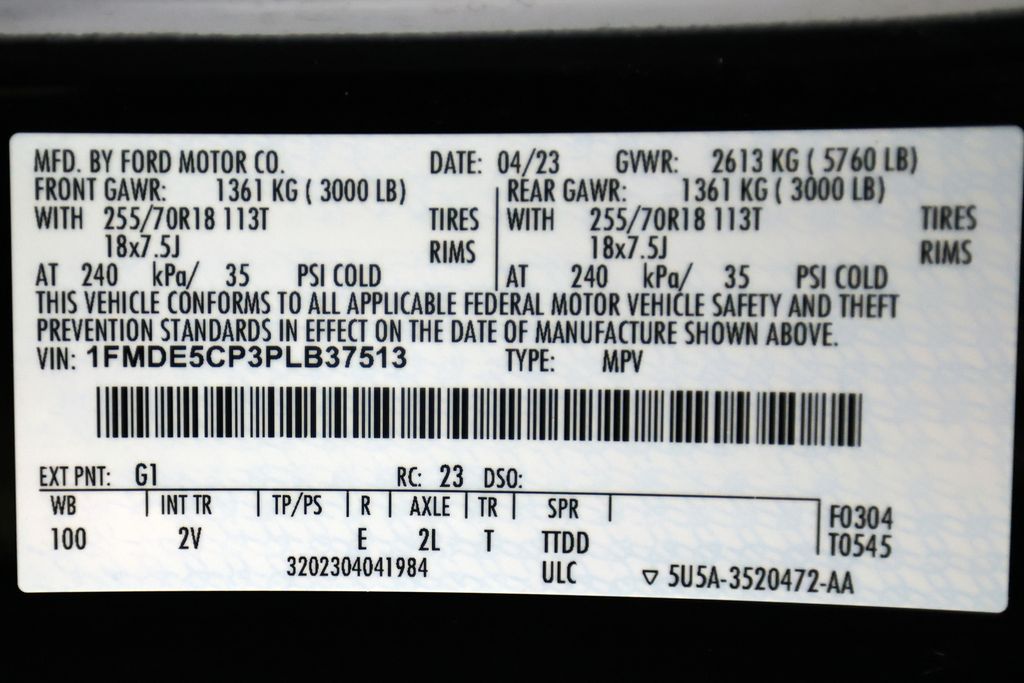 MFD. BY FORD MOTOR CO. DATE: 04/23 GVWR: 2613 KG ( 5760 LB)
FRONT GAWR: 1361 KG ( 3000 LB) REAR GAWR: 1361 KG ( 3000 LB)
WITH 255/70R18 113T TIRES WITH 255/70R18 113T TIRES
18x7.5J RIMS 18x7.5J RIMS
AT 240 kPa/ 35 PSI COLD AT 240 kPa/ 35 PSI COLD
THIS VEHICLE CONFORMS TO ALL APPLICABLE FEDERAL MOTOR VEHICLE SAFETY AND THEFT
PREVENTION STANDARDS IN EFFECT ON THE DATE OF MANUFACTURE SHOWN ABOVE.
VIN: 1FMDE5CP3PLB37513 TYPE: MPV
EXT PNT: G1 RC: 23 DSO:
WB INT TR TP/PS R AXLE TR SPR F0304
100 2V E 2L T TTDD T0545
3202304041984 ULC ▽ 5U5A-3520472-AA